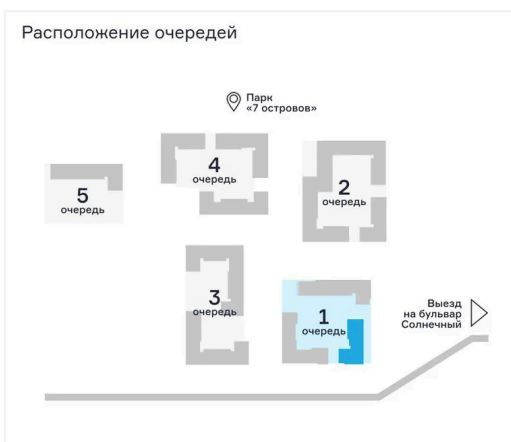 Расположение очередей
Парк
«7 островов»
4
очередь
5
очередь
2
очередь
3
очередь
1
очередь
Выезд
на бульвар
Солнечный